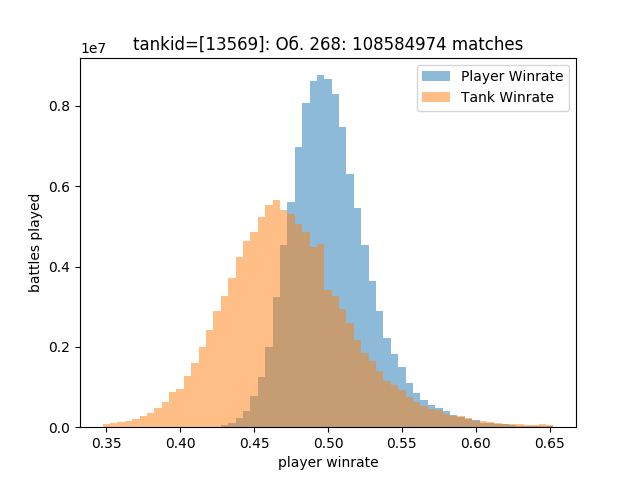 tankid=[13569]: Об. 268: 108584974 matches
1e7
Player Winrate
Tank Winrate
0.8
0.6
0.4
0.2
0.0
battles played
0.35 0.40 0.45 0.50 0.55 0.60 0.65
player winrate